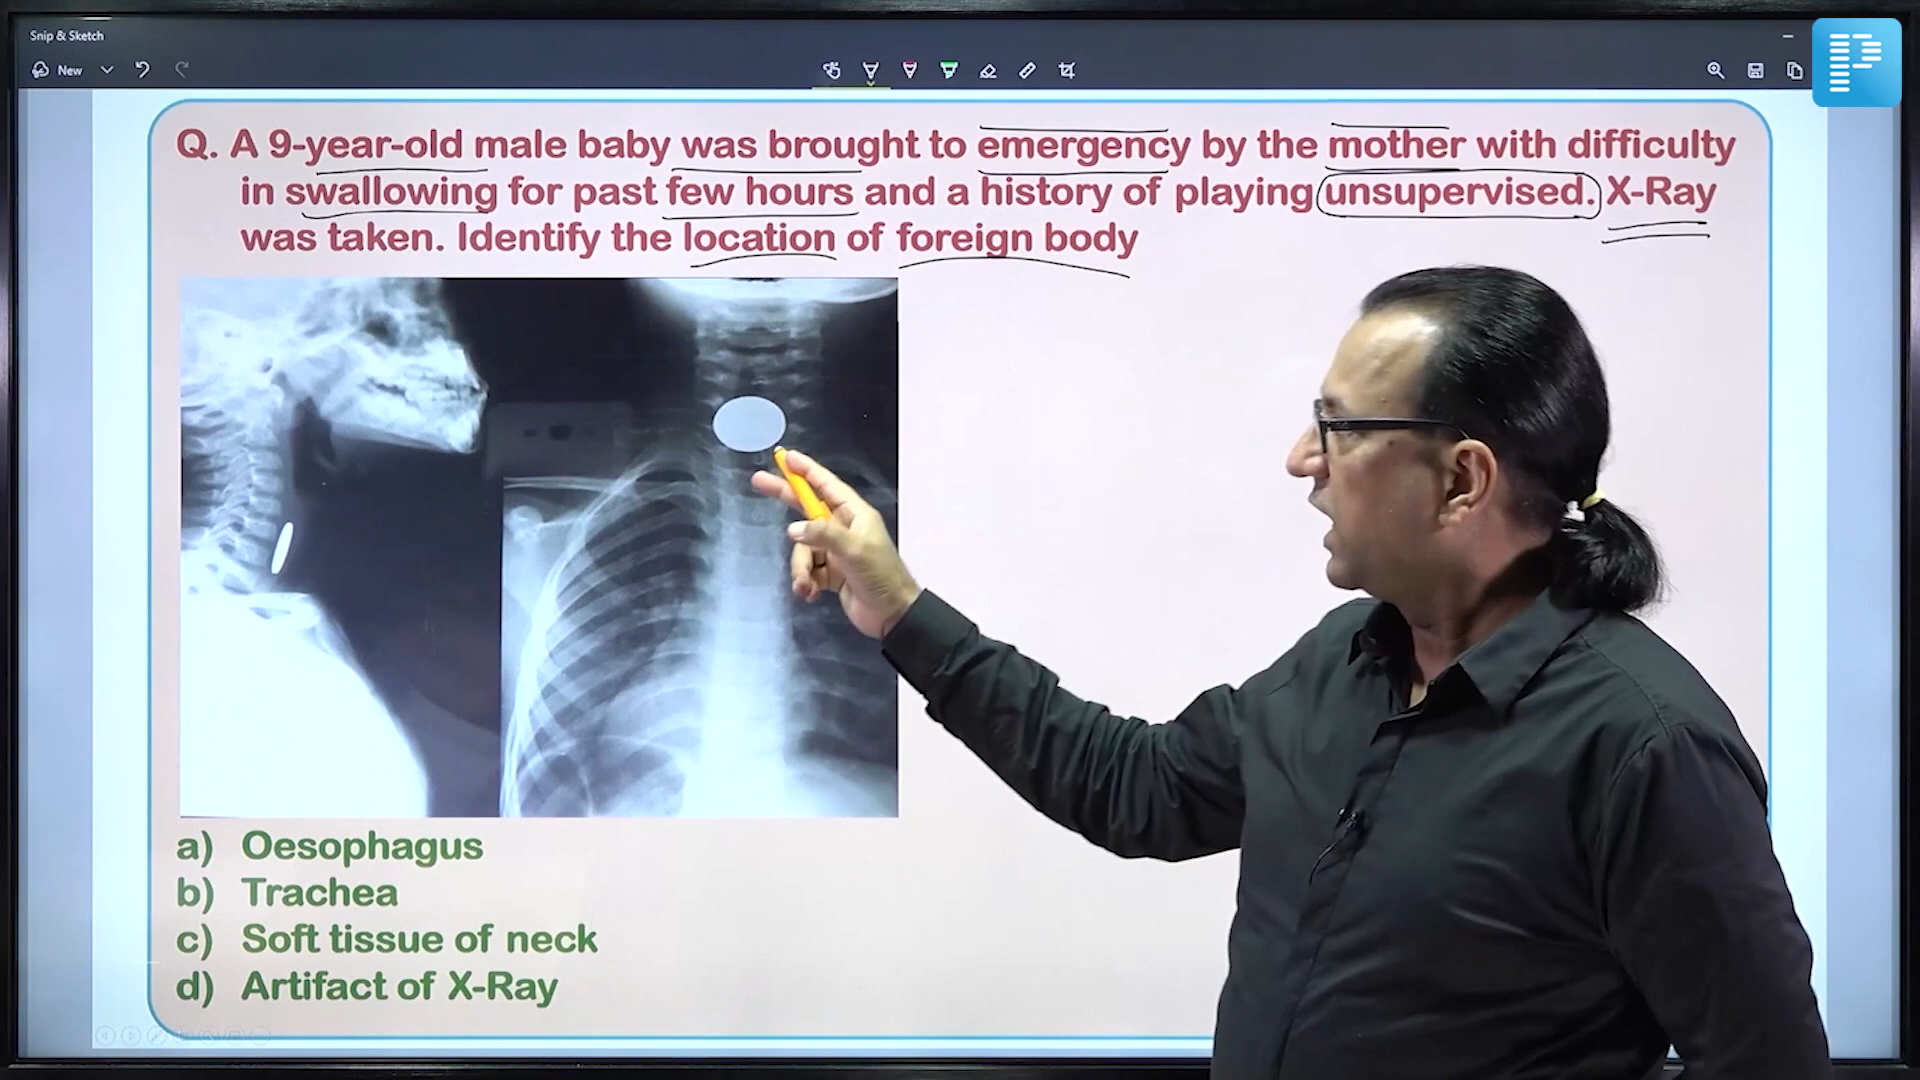 Snip & Sketch
New
Q. A 9-year-old male baby was brought to emergency by the mother with difficulty
in swallowing for past few hours and a history of playing unsupervised. X-Ray
was taken. Identify the location of foreign body
a) Oesophagus
b) Trachea
c) Soft tissue of neck
d) Artifact of X-Ray